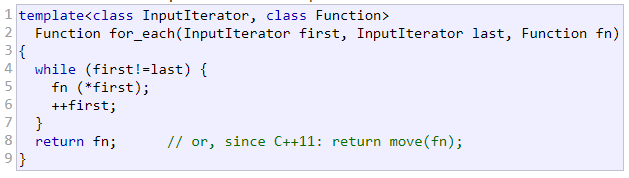 1 template<class InputIterator, class Function>
2   Function for_each(InputIterator first, InputIterator last, Function fn)
3 {
4   while (first!=last) {
5     fn (*first);
6     ++first;
7   }
8   return fn;      // or, since C++11: return move(fn);
9 }